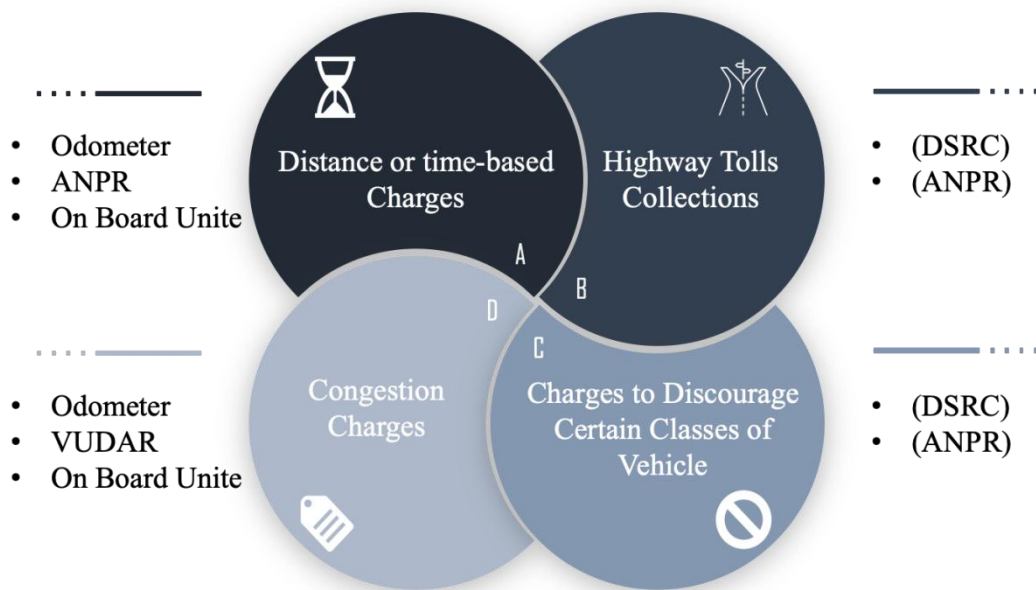 • Odometer
• ANPR
• On Board Unite
Distance or time-based
Charges
A
Highway Tolls
Collections
B
• (DSRC)
• (ANPR)
• Odometer
• VUDAR
• On Board Unite
D
Congestion
Charges
C
Charges to Discourage
Certain Classes of
Vehicle
• (DSRC)
• (ANPR)